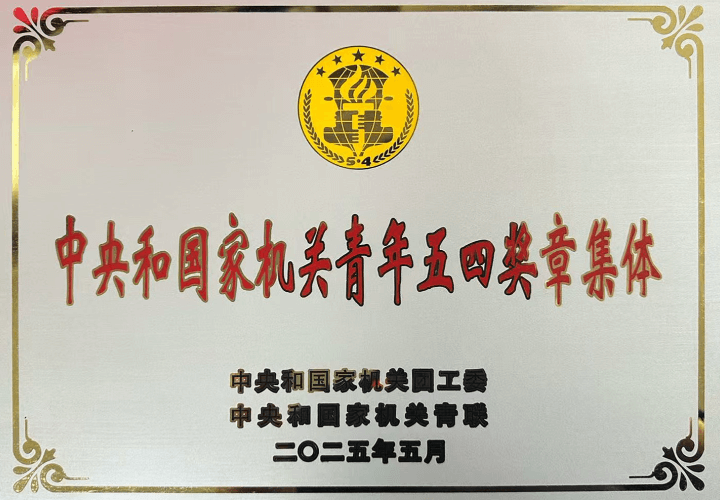 5·4
中央和国家机关青年五四奖章集体
中央和国家机关团工委
中央和国家机关青联
二〇二五年五月